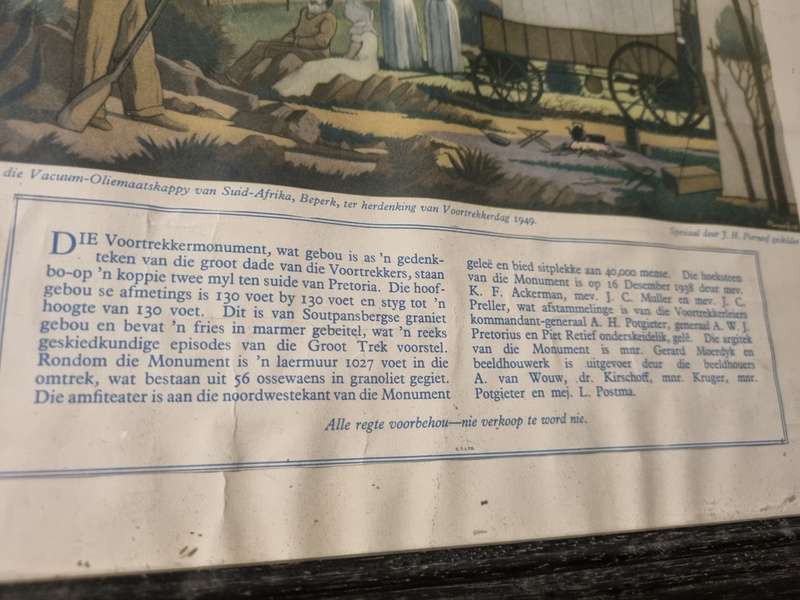 die Vacuum-Oliemaatskappy van Suid-Afrika, Beperk, ter herdenking van Voortrekkerdag 1949.
Spesiaal deur J. H. Pierneef geskilder
DIE Voortrekkermonument, wat gebou is as 'n gedenk-
teken van die groot dade van die Voortrekkers, staan
bo-op 'n koppie twee myl ten suide van Pretoria. Die hoof-
gebou se afmetings is 130 voet by 130 voet en styg tot 'n
hoogte van 130 voet. Dit is van Soutpansbergse graniet
gebou en bevat 'n fries in marmer gebeitel, wat 'n reeks
geskiedkundige episodes van die Groot Trek voorstel.
Rondom die Monument is 'n laermuur 1027 voet in die
omtrek, wat bestaan uit 56 ossewaens in granoliet gegiet.
Die amfiteater is aan die noordwestekant van die Monument
geleë en bied sitplekke aan 40,000 mense. Die hoeksteen
van die Monument is op 16 Desember 1938 deur mev.
K. F. Ackerman, mev. J. C. Muller en mev. J. C.
Preller, wat afstammelinge is van die Voortrekkerleiers
kommandant-generaal A. H. Potgieter, generaal A. W. J.
Pretorius en Piet Retief onderskeidelik, gelê. Die argitek
van die Monument is mnr. Gerard Moerdyk en
beeldhouwerk is uitgevoer deur die beeldhouers
A. van Wouw, dr. Kirschoff, mnr. Kruger, mnr.
Potgieter en mej. L. Postma.
Alle regte voorbehou—nie verkoop te word nie.